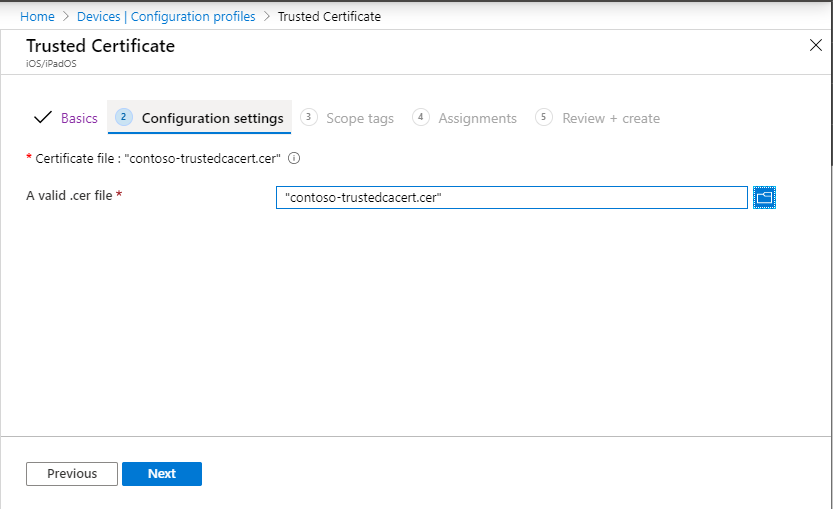 Home > Devices | Configuration profiles > Trusted Certificate
Trusted Certificate
iOS/iPadOS
Basics 2 Configuration settings 3 Scope tags 4 Assignments 5 Review + create
* Certificate file : "contoso-trustedcacert.cer"
A valid .cer file * "contoso-trustedcacert.cer"
Previous Next